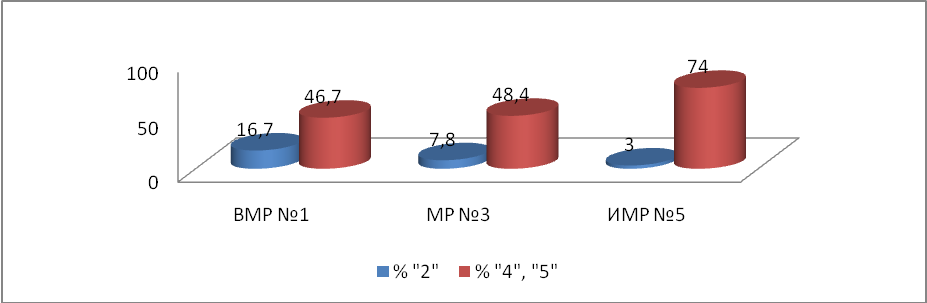 100
50
0
16,7
46,7
7,8
48,4
3
74
ВМР №1
МР №3
ИМР №5
% "2"
% "4", "5"